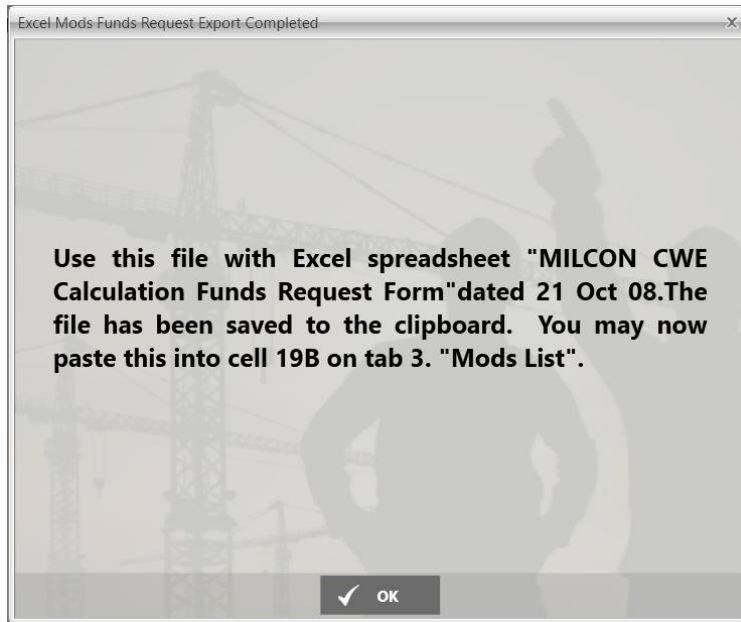 Excel Mods Funds Request Export Completed
Use this file with Excel spreadsheet "MILCON CWE
Calculation Funds Request Form"dated 21 Oct 08.The
file has been saved to the clipboard. You may now
paste this into cell 19B on tab 3. "Mods List".
OK